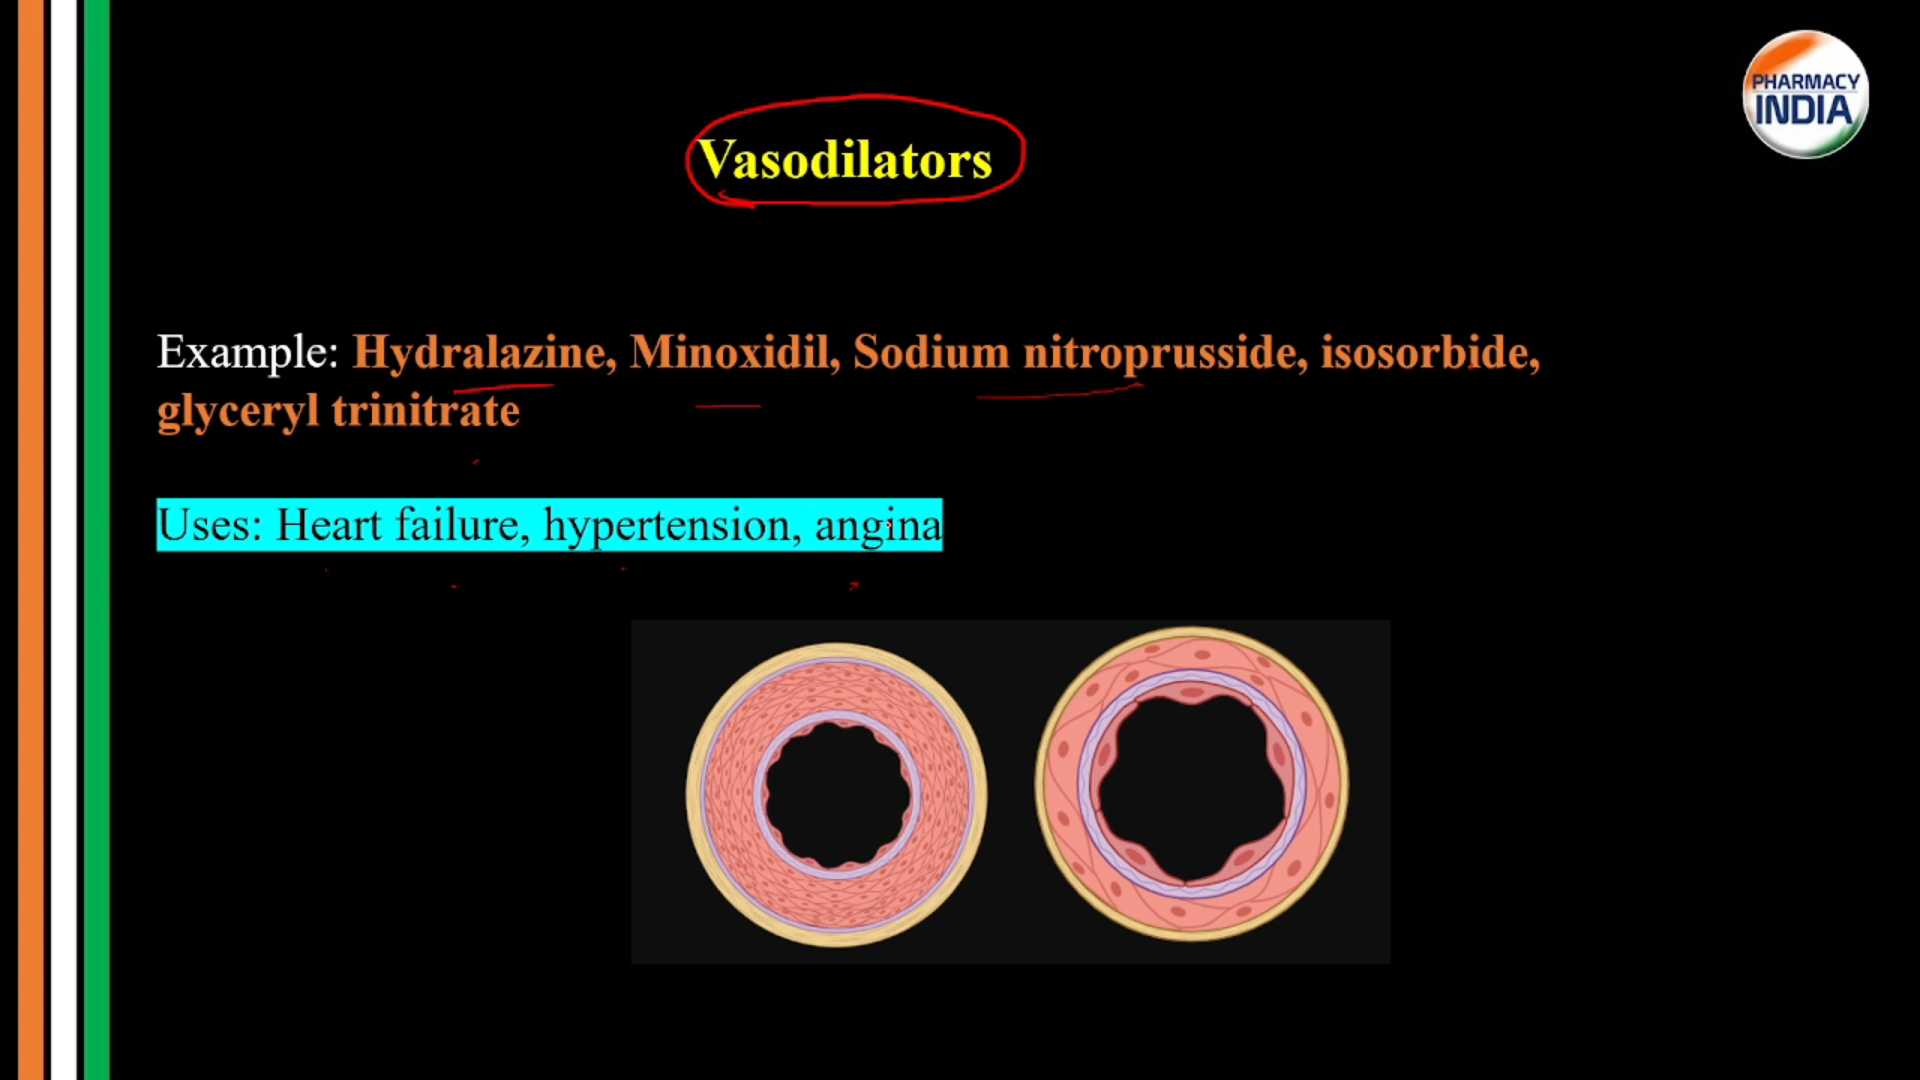 PHARMACY
INDIA
Vasodilators
Example: Hydralazine, Minoxidil, Sodium nitroprusside, isosorbide,
glyceryl trinitrate
Uses: Heart failure, hypertension, angina